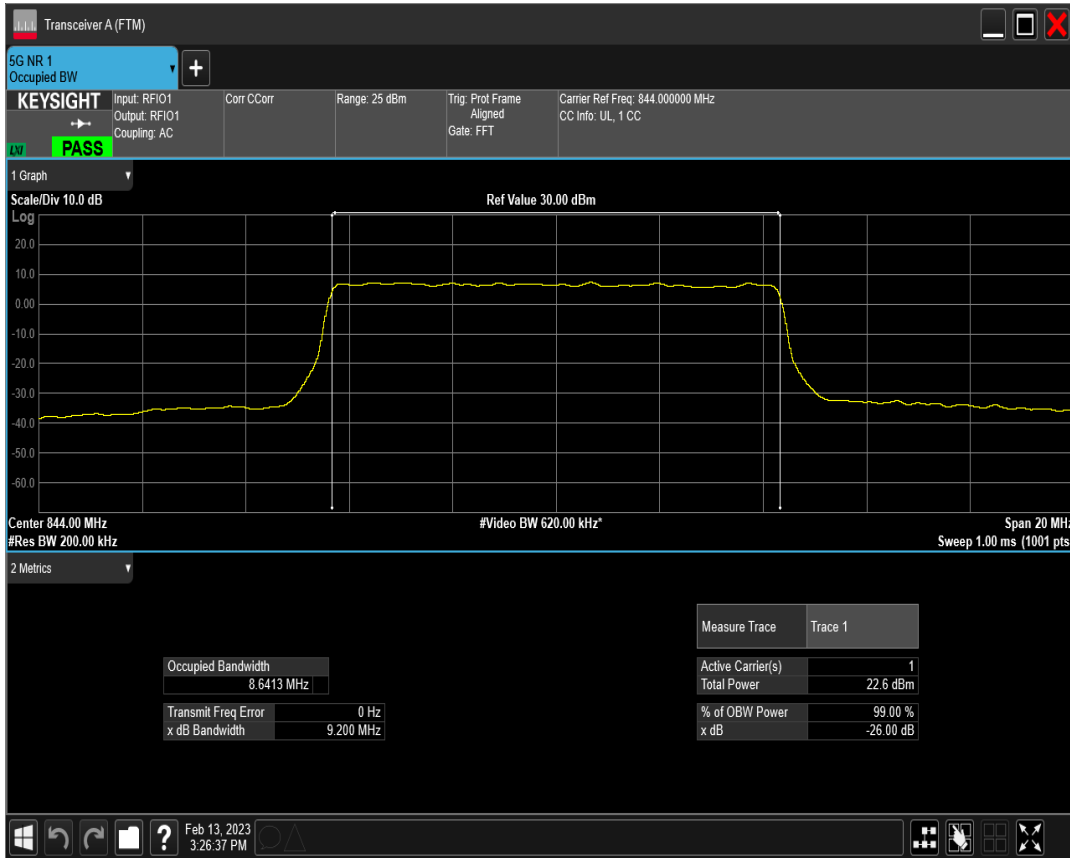 Transceiver A (FTM)
5G NR 1
Occupied BW
+
KEYSIGHT
Input: RFIO1
Output: RFIO1
Coupling: AC
Corr CCorr
Range: 25 dBm
Trig: Prot Frame
Aligned
Gate: FFT
Carrier Ref Freq: 844.000000 MHz
CC Info: UL, 1 CC
LXI
PASS
1 Graph
Scale/Div 10.0 dB
Ref Value 30.00 dBm
Log
20.0
10.0
0.00
-10.0
-20.0
-30.0
-40.0
-50.0
-60.0
Center 844.00 MHz
#Video BW 620.00 kHz*
Span 20 MHz
#Res BW 200.00 kHz
Sweep 1.00 ms (1001 pts
2 Metrics
Measure Trace Trace 1
Occupied Bandwidth
8.6413 MHz
Active Carrier(s) 1
Total Power 22.6 dBm
Transmit Freq Error 0 Hz
x dB Bandwidth 9.200 MHz
% of OBW Power 99.00 %
x dB -26.00 dB
?
Feb 13, 2023
3:26:37 PM